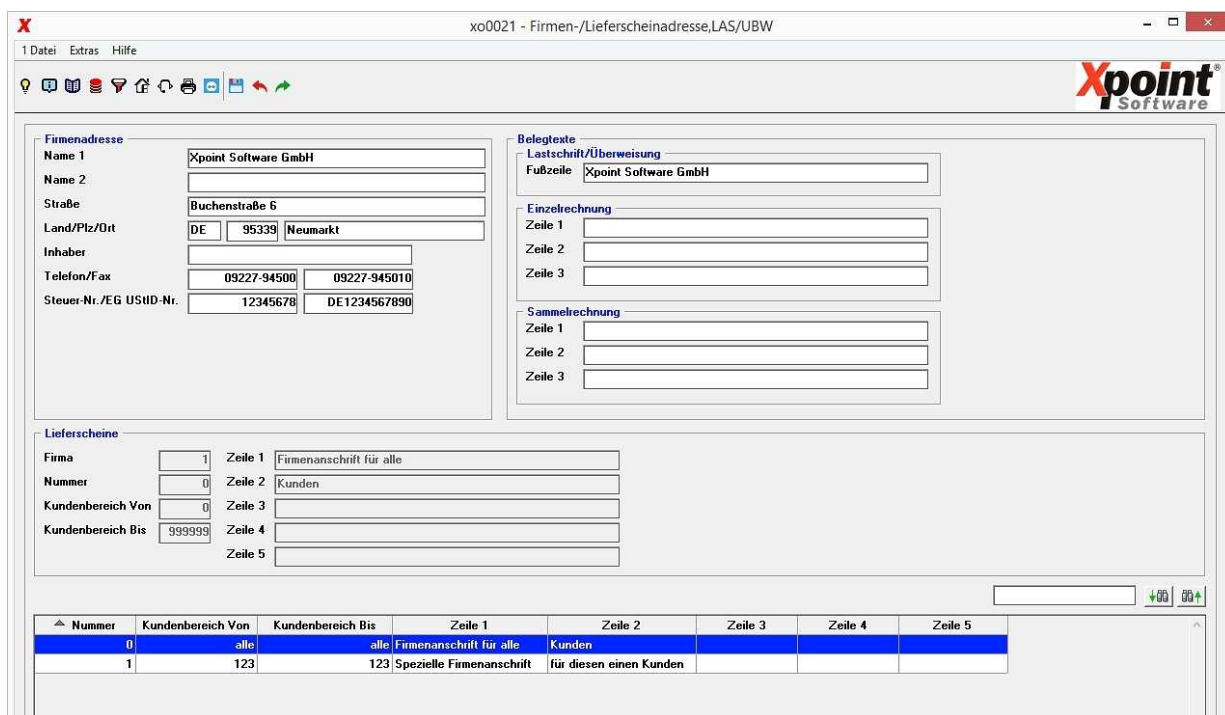 xo0021 - Firmen-/Lieferscheinadresse,LAS/UBW
1 Datei Extras Hilfe
Xpoint®
Software
Firmenadresse
Name 1 Xpoint Software GmbH
Name 2
Straße Buchenstraße 6
Land/Plz/Ort DE 95339 Neumarkt
Inhaber
Telefon/Fax 09227-94500 09227-945010
Steuer-Nr./EG UStID-Nr. 12345678 DE1234567890
Belegtexte
Lastschrift/Überweisung
Fußzeile Xpoint Software GmbH
Einzelrechnung
Zeile 1
Zeile 2
Zeile 3
Sammelrechnung
Zeile 1
Zeile 2
Zeile 3
Lieferscheine
Firma 1 Zeile 1 Firmenanschrift für alle
Nummer 0 Zeile 2 Kunden
Kundenbereich Von 0 Zeile 3
Kundenbereich Bis 999999 Zeile 4
Zeile 5
Nummer Kundenbereich Von Kundenbereich Bis Zeile 1 Zeile 2 Zeile 3 Zeile 4 Zeile 5
0 alle alle Firmenanschrift für alle Kunden
1 123 123 Spezielle Firmenanschrift für diesen einen Kunden